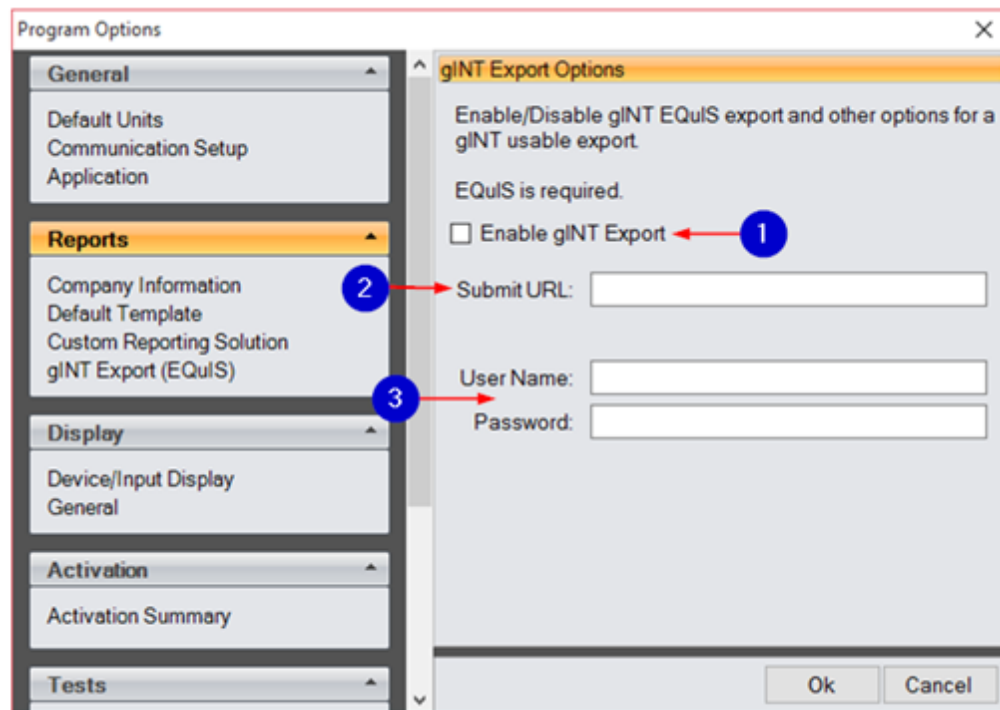 Program Options
General
Default Units
Communication Setup
Application
Reports
Company Information
Default Template
Custom Reporting Solution
gINT Export (EQuIS)
Display
Device/Input Display
General
Activation
Activation Summary
Tests
gINT Export Options
Enable/Disable gINT EQuIS export and other options for a
gINT usable export.
EQuIS is required.
Enable gINT Export
1
2
Submit URL:
3
User Name:
Password:
Ok
Cancel